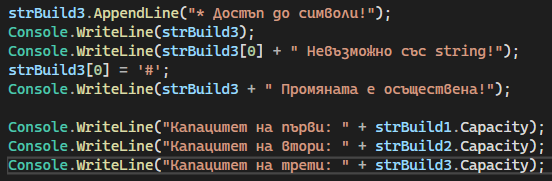 strBuild3.AppendLine("* Достъп до символи!");
Console.WriteLine(strBuild3);
Console.WriteLine(strBuild3[0] + " Невъзможно със string!");
strBuild3[0] = '#';
Console.WriteLine(strBuild3 + " Промяната е осъществена!");
Console.WriteLine("Капацитет на първи: " + strBuild1.Capacity);
Console.WriteLine("Капацитет на втори: " + strBuild2.Capacity);
Console.WriteLine("Капацитет на трети: " + strBuild3.Capacity);